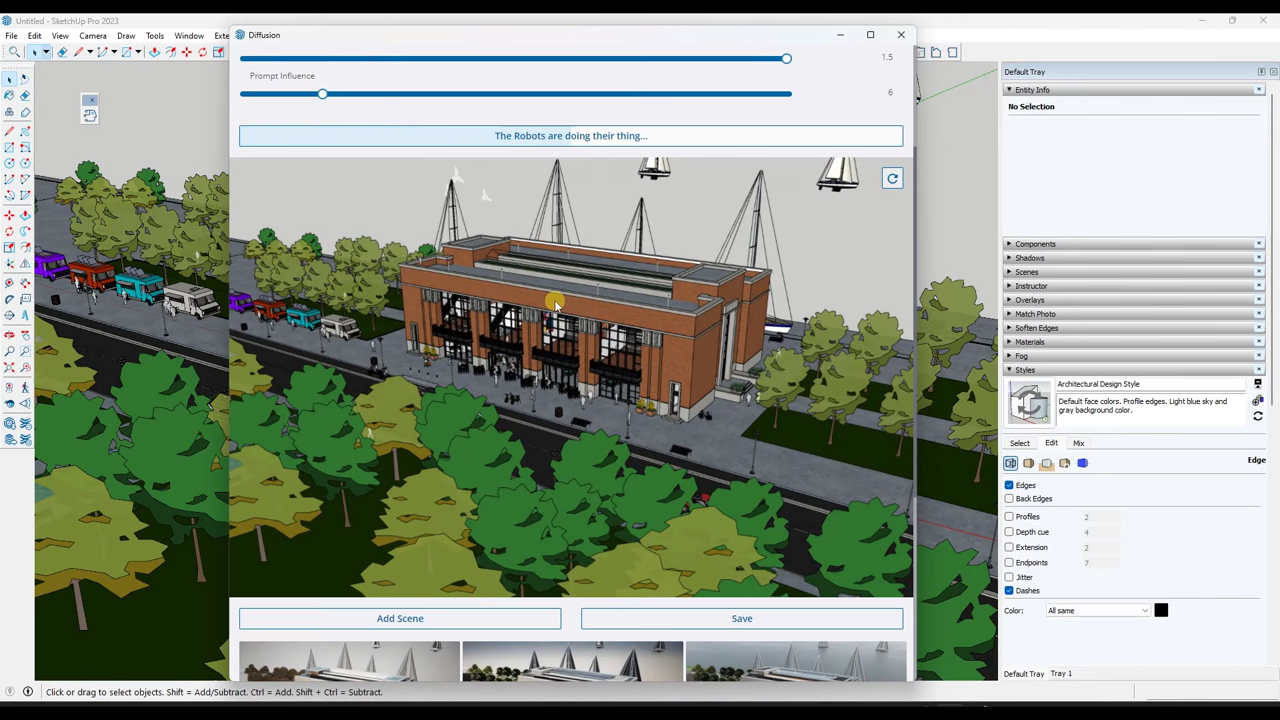 Untitled - SketchUp Pro 2023
File Edit View Camera Draw Tools Window Exte
Diffusion
1.5
Prompt Influence
6
The Robots are doing their thing...
Add Scene
Save
Default Tray
Entity Info
No Selection
Components
Shadows
Scenes
Instructor
Overlays
Match Photo
Soften Edges
Materials
Fog
Styles
Architectural Design Style
Default face colors. Profile edges. Light blue sky and
gray background color.
Select Edit Mix
Edge
Edges
Back Edges
Profiles 2
Depth cue 4
Extension 2
Endpoints 7
Jitter
Dashes
Color: All same
Default Tray Tray 1
Click or drag to select objects. Shift = Add/Subtract. Ctrl = Add. Shift + Ctrl = Subtract.